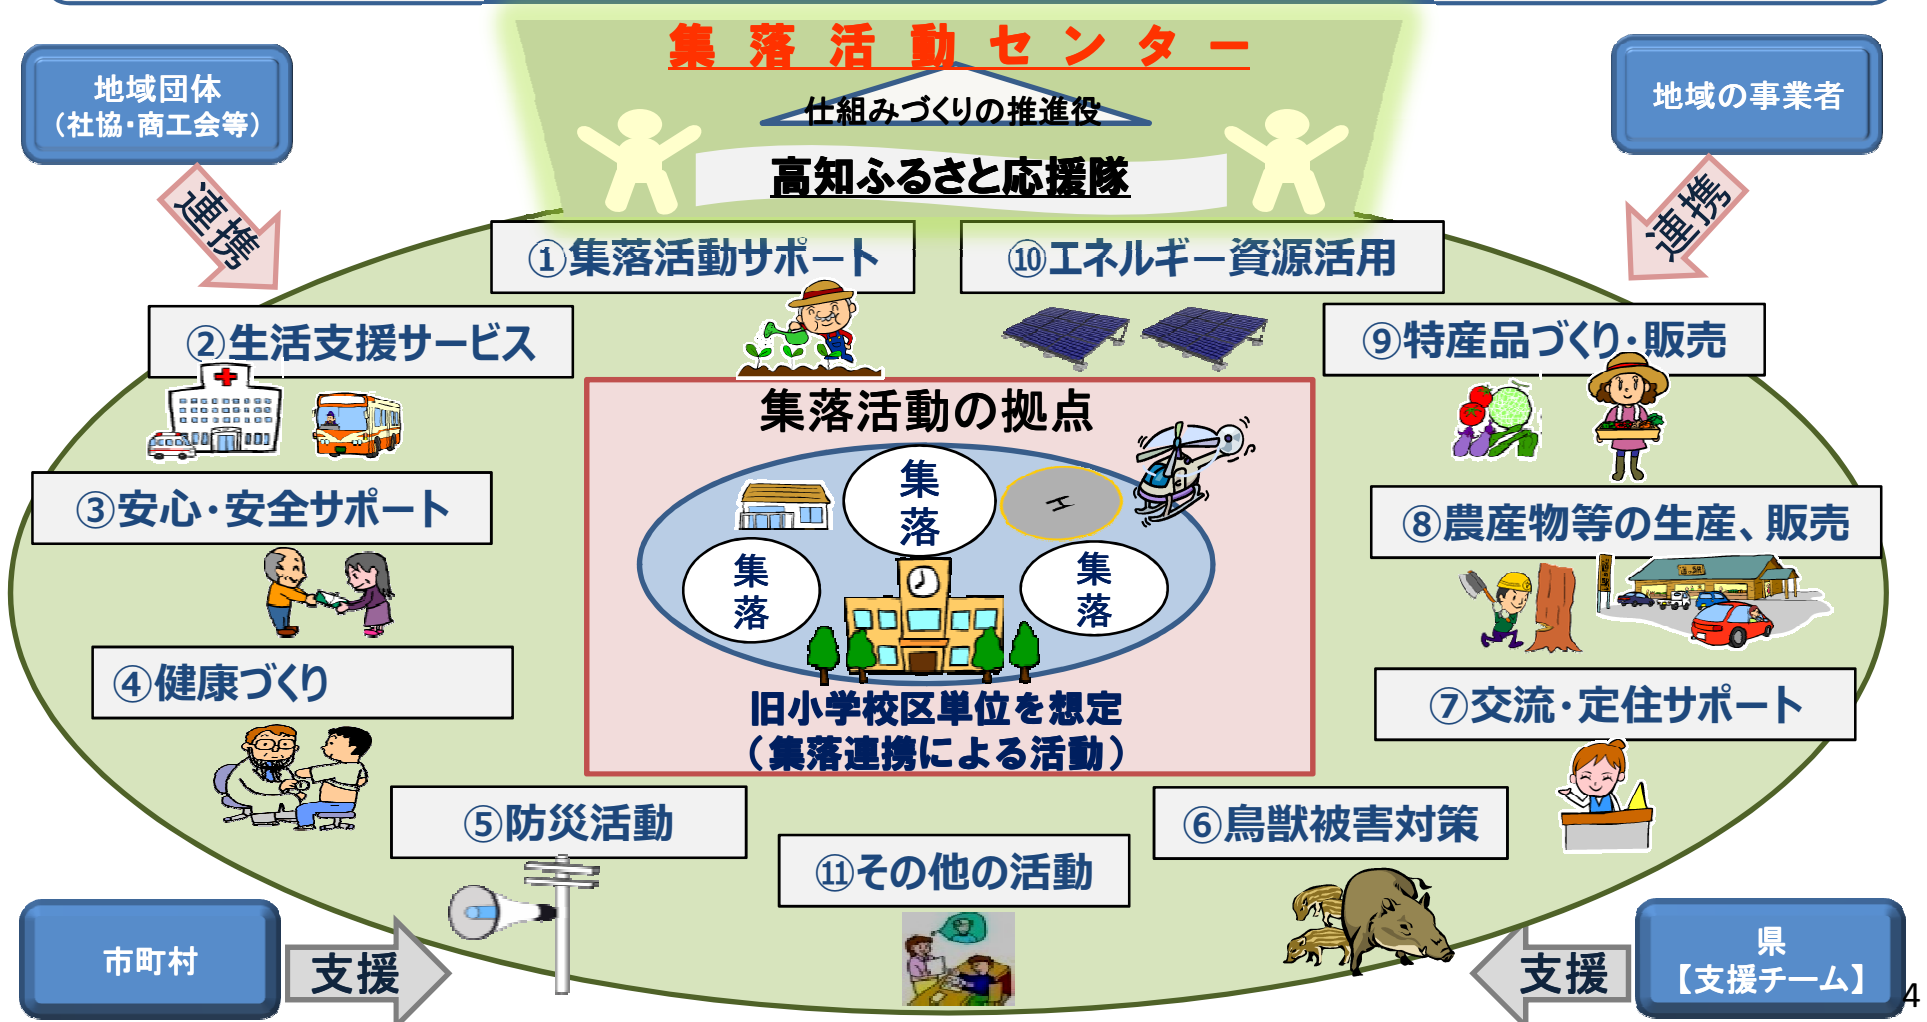 集落活動センター
仕組みづくりの推進役
高知ふるさと応援隊
地域団体
（社協・商工会等）
連携
地域の事業者
連携
①集落活動サポート
⑩エネルギー資源活用
②生活支援サービス
⑨特産品づくり・販売
集落活動の拠点
集落
集落
集落
H
旧小学校区単位を想定
（集落連携による活動）
③安心・安全サポート
⑧農産物等の生産、販売
④健康づくり
⑦交流・定住サポート
⑤防災活動
⑥鳥獣被害対策
⑪その他の活動
市町村
支援
支援
県
【支援チーム】
4